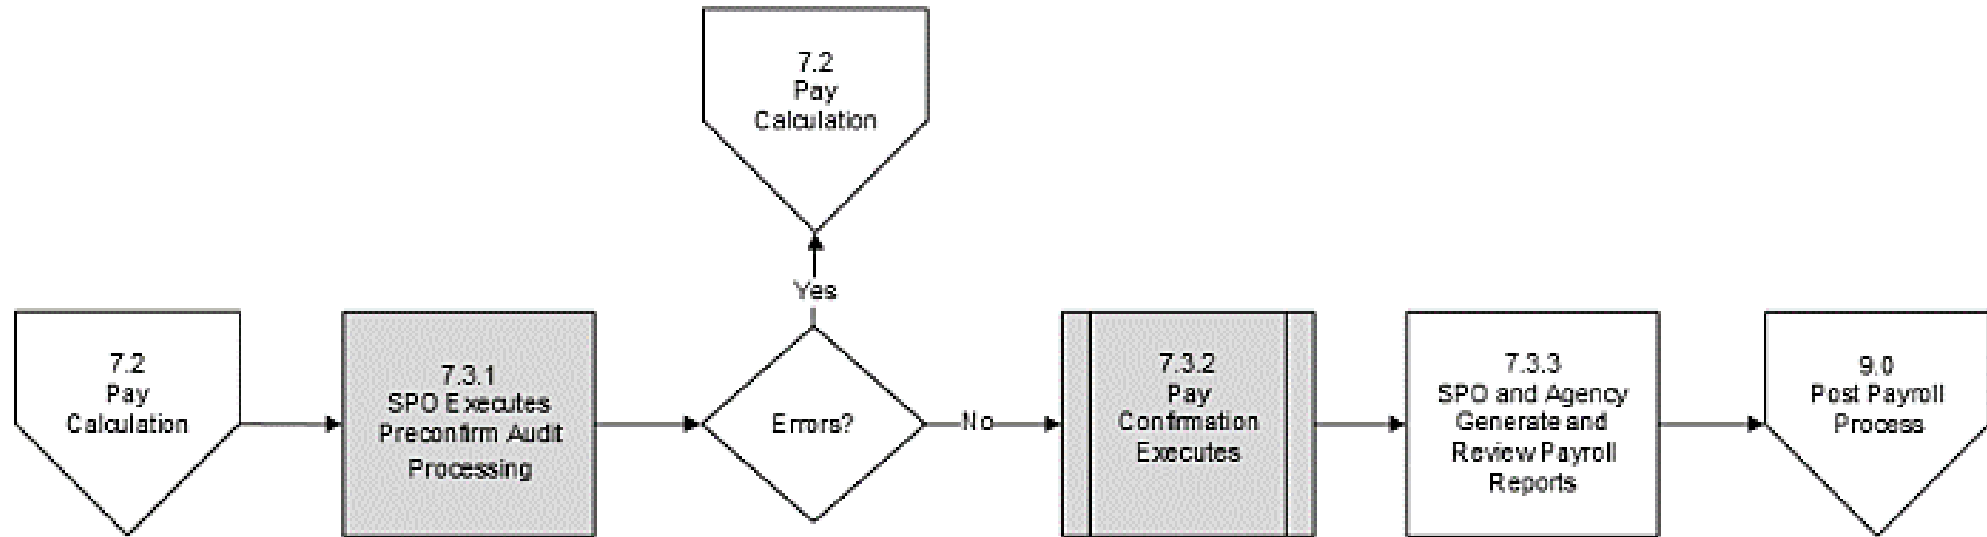 7.2
Pay
Calculation
Yes
7.2
Pay
Calculation
7.3.1
SPO Executes
Preconfirm Audit
Processing
Errors?
No
7.3.2
Pay
Confirmation
Executes
7.3.3
SPO and Agency
Generate and
Review Payroll
Reports
9.0
Post Payroll
Process